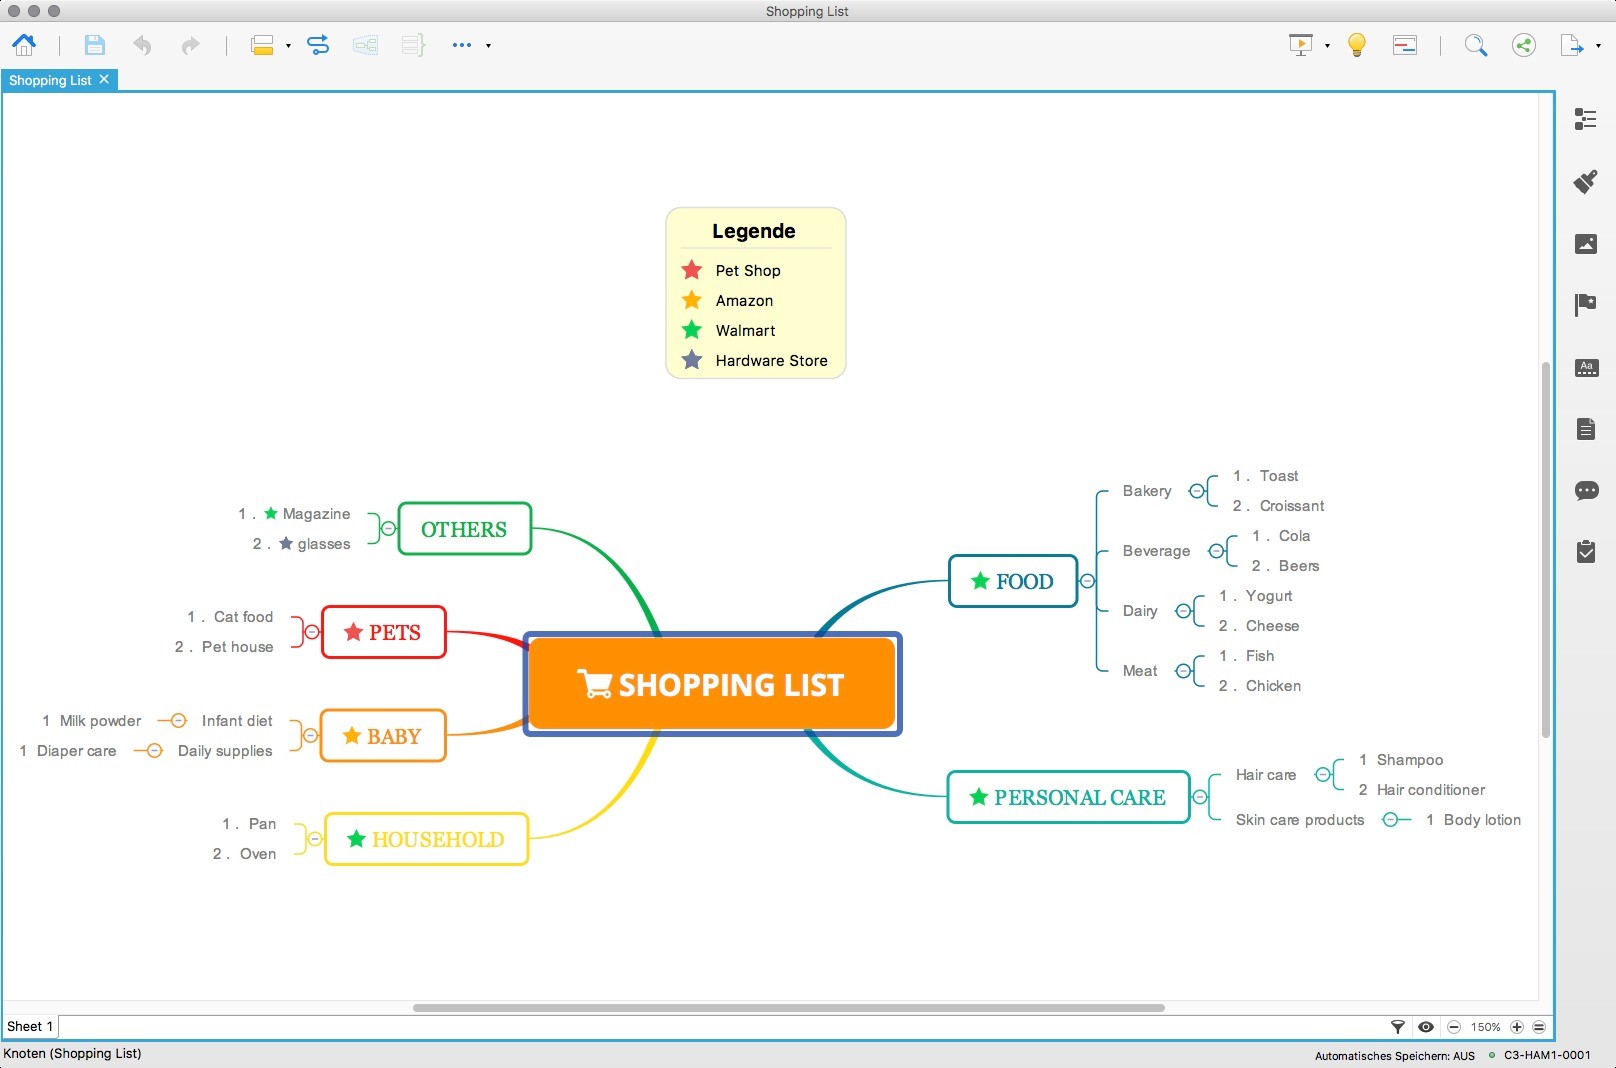 Shopping List
Shopping List
Legende
Pet Shop
Amazon
Walmart
Hardware Store
1 . Magazine
2 . glasses
OTHERS
1 . Cat food
2 . Pet house
PETS
1 Milk powder Infant diet
1 Diaper care Daily supplies
BABY
1 . Pan
2 . Oven
HOUSEHOLD
SHOPPING LIST
FOOD
Bakery
1 . Toast
2 . Croissant
Beverage
1 . Cola
2 . Beers
Dairy
1 . Yogurt
2 . Cheese
Meat
1 . Fish
2 . Chicken
PERSONAL CARE
Hair care
1 Shampoo
2 Hair conditioner
Skin care products 1 Body lotion
Aa
Sheet 1
150%
Knoten (Shopping List)
Automatisches Speichern: AUS C3-HAM1-0001